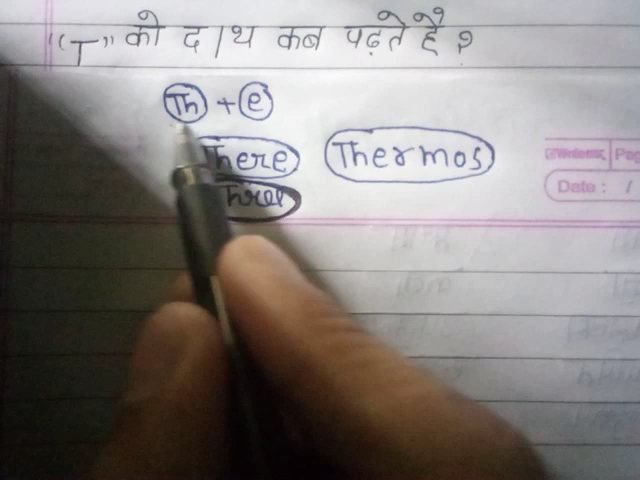 "T" को द/थ कब पढ़ते है?
Th + e
There Thermos
Three
Date: /